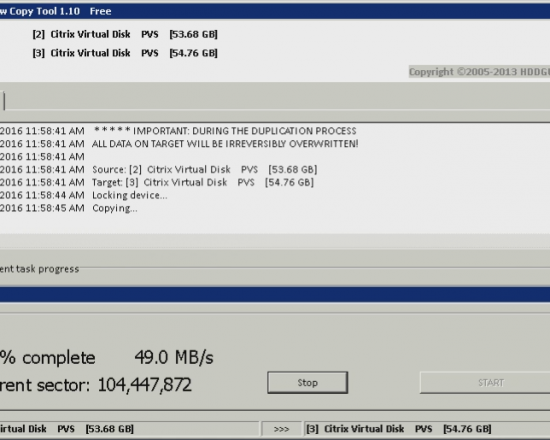 w Copy Tool 1.10 Free
[2] Citrix Virtual Disk PVS [53.68 GB]
[3] Citrix Virtual Disk PVS [54.76 GB]
Copyright ©2005-2013 HDDGU
2016 11:58:41 AM ***** IMPORTANT: DURING THE DUPLICATION PROCESS
2016 11:58:41 AM ALL DATA ON TARGET WILL BE IRREVERSIBLY OVERWRITTEN!
2016 11:58:41 AM
2016 11:58:41 AM Source: [2] Citrix Virtual Disk PVS [53.68 GB]
2016 11:58:41 AM Target: [3] Citrix Virtual Disk PVS [54.76 GB]
2016 11:58:44 AM Locking device...
2016 11:58:45 AM Copying...
ent task progress
% complete 49.0 MB/s
rent sector: 104,447,872
Stop
START
irtual Disk PVS [53.68 GB] >>> [3] Citrix Virtual Disk PVS [54.76 GB]